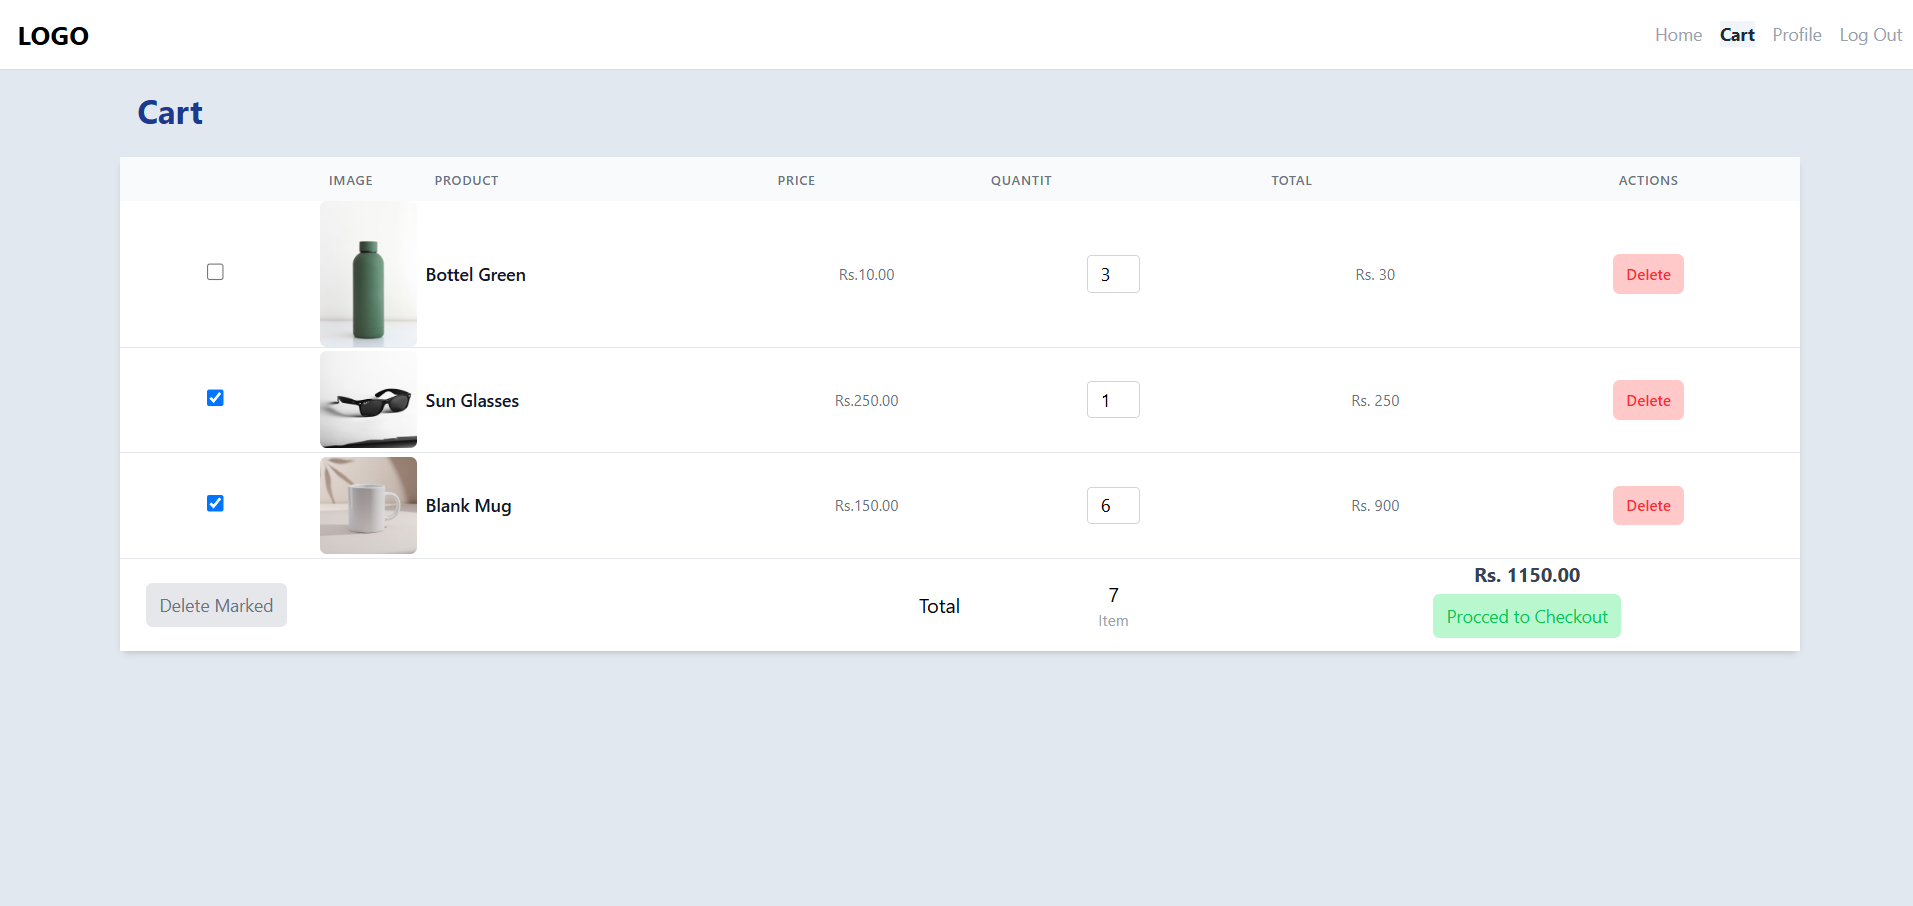 LOGO
Home Cart Profile Log Out
Cart
IMAGE PRODUCT PRICE QUANTIT TOTAL ACTIONS
Bottel Green Rs.10.00 3 Rs. 30 Delete
Sun Glasses Rs.250.00 1 Rs. 250 Delete
Blank Mug Rs.150.00 6 Rs. 900 Delete
Rs. 1150.00
Delete Marked Total 7 Proceed to Checkout
Item